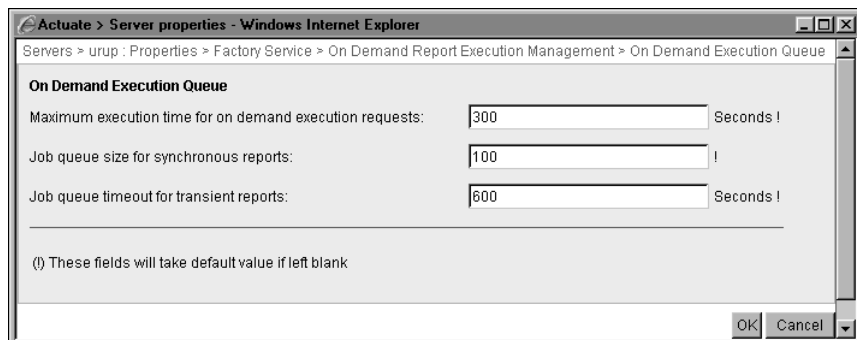 Actuate > Server properties - Windows Internet Explorer
Servers > urup : Properties > Factory Service > On Demand Report Execution Management > On Demand Execution Queue
On Demand Execution Queue
Maximum execution time for on demand execution requests: 300 Seconds !
Job queue size for synchronous reports: 100 !
Job queue timeout for transient reports: 600 Seconds !
(!) These fields will take default value if left blank
OK Cancel